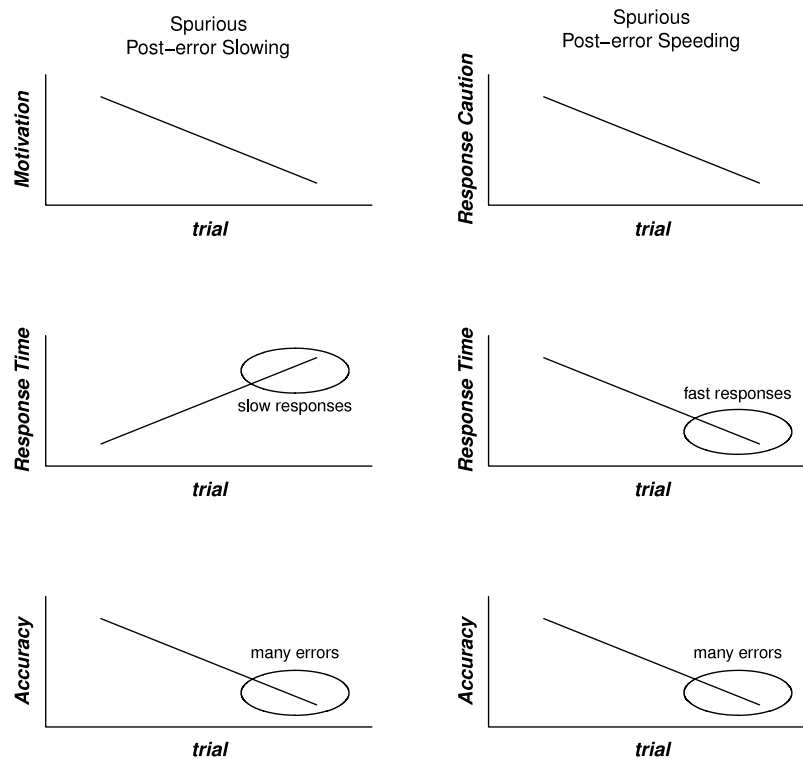 Spurious
Post−error Slowing
Motivation
trial
Response Time
slow responses
trial
Accuracy
many errors
trial
Spurious
Post−error Speeding
Response Caution
trial
Response Time
fast responses
trial
Accuracy
many errors
trial